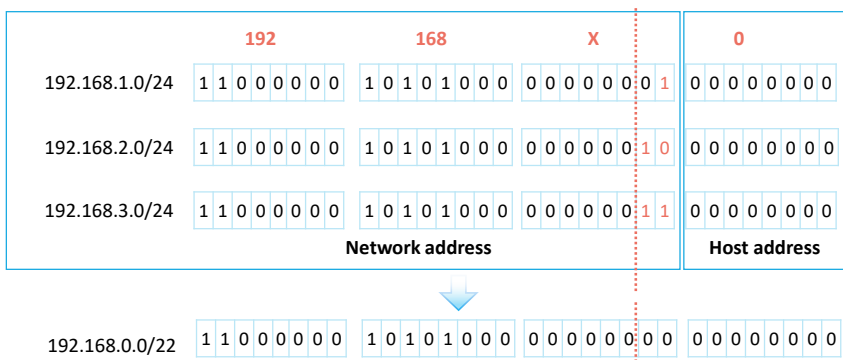 192 168 X 0
192.168.1.0/24 1 1 0 0 0 0 0 0 1 0 1 0 1 0 0 0 0 0 0 0 0 0 0 1 0 0 0 0 0 0 0 0
192.168.2.0/24 1 1 0 0 0 0 0 0 1 0 1 0 1 0 0 0 0 0 0 0 0 0 1 0 0 0 0 0 0 0 0 0
192.168.3.0/24 1 1 0 0 0 0 0 0 1 0 1 0 1 0 0 0 0 0 0 0 0 0 1 1 0 0 0 0 0 0 0 0
Network address Host address
192.168.0.0/22 1 1 0 0 0 0 0 0 1 0 1 0 1 0 0 0 0 0 0 0 0 0 0 0 0 0 0 0 0 0 0 0